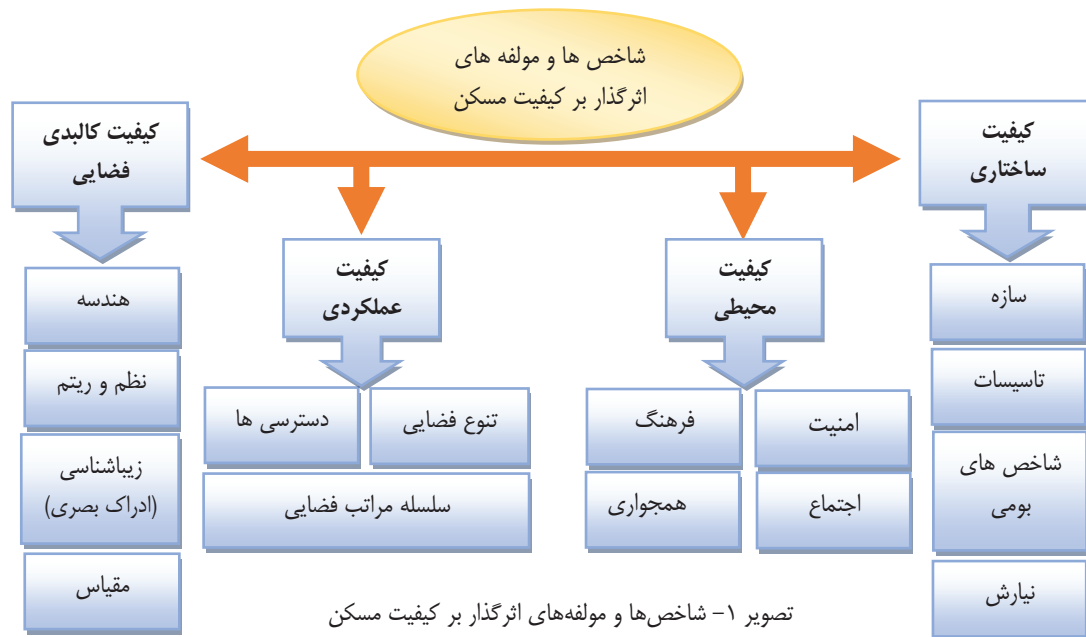 شاخص ها و مولفه های
اثرگذار بر کیفیت مسکن
کیفیت
ساختاری
سازه
تاسیسات
شاخص های
بومی
نیارش
کیفیت
محیطی
امنیت
فرهنگ
اجتماع
همجواری
کیفیت
عملکردی
تنوع فضایی
دسترسی ها
سلسله مراتب فضایی
کیفیت کالبدی
فضایی
هندسه
نظم و ریتم
زیباشناسی
(ادراک بصری)
مقیاس
تصویر ۱- شاخص‌ها و مولفه‌های اثرگذار بر کیفیت مسکن